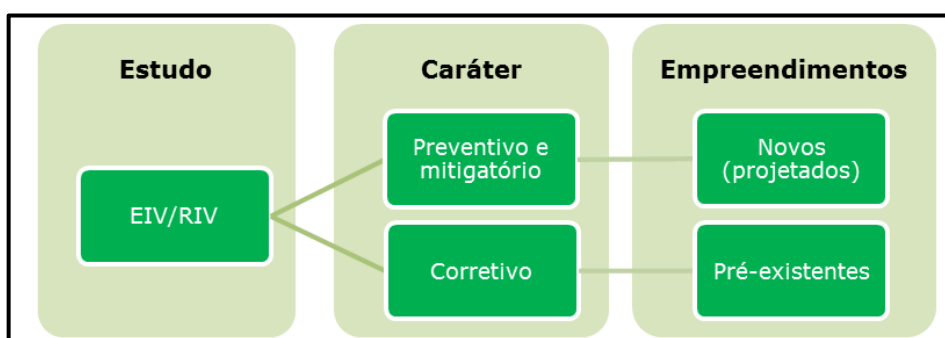 Estudo
Caráter
Empreendimentos
EIV/RIV
Preventivo e
mitigatório
Novos
(projetados)
Corretivo
Pré-existentes